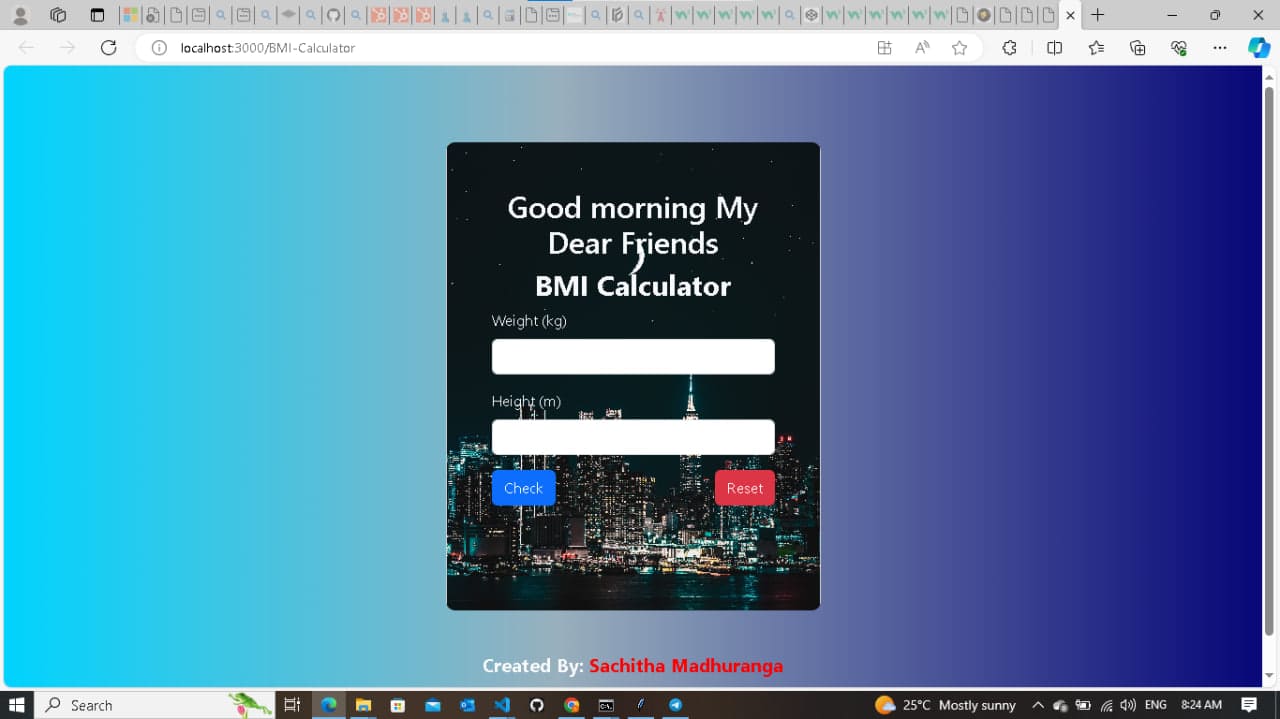 localhost:3000/BMI-Calculator
Good morning My
Dear Friends
BMI Calculator
Weight (kg)
Height (m)
Check
Reset
Created By: Sachitha Madhuranga
Search
25°C Mostly sunny
ENG
8:24 AM